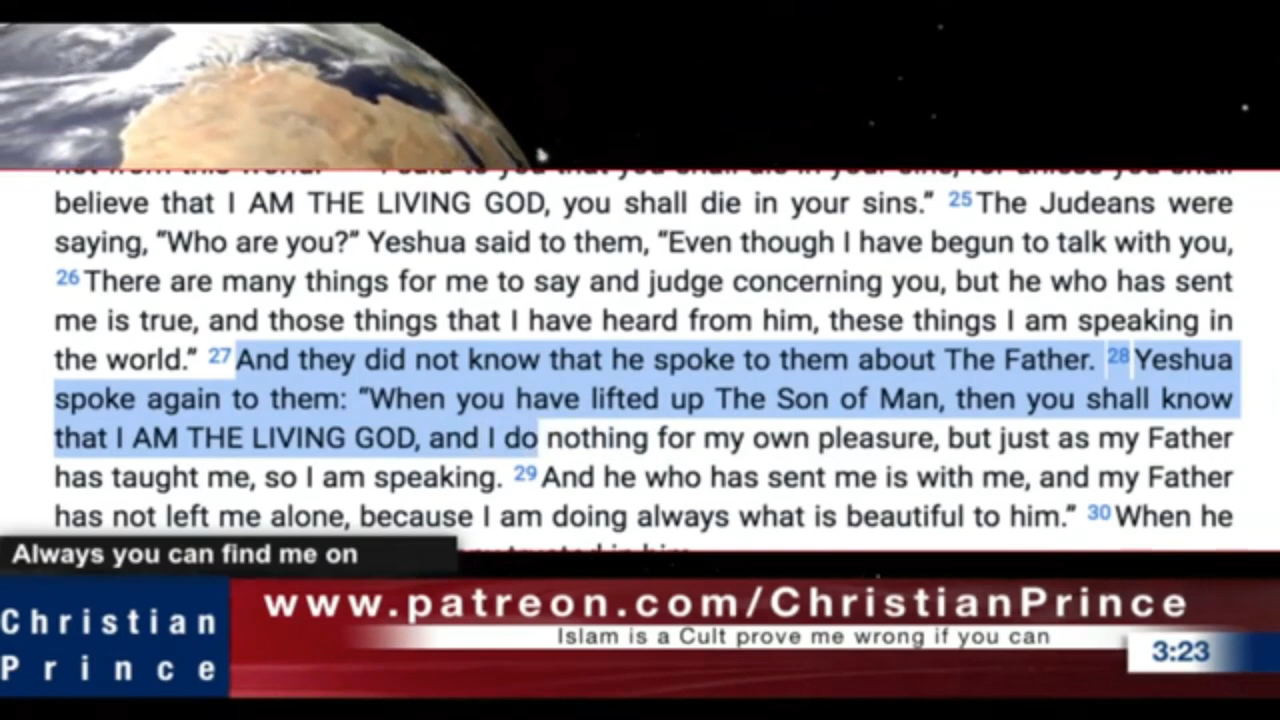 believe that I AM THE LIVING GOD, you shall die in your sins.” 25 The Judeans were
saying, “Who are you?” Yeshua said to them, “Even though I have begun to talk with you,
26 There are many things for me to say and judge concerning you, but he who has sent
me is true, and those things that I have heard from him, these things I am speaking in
the world.” 27 And they did not know that he spoke to them about The Father. 28 Yeshua
spoke again to them: “When you have lifted up The Son of Man, then you shall know
that I AM THE LIVING GOD, and I do nothing for my own pleasure, but just as my Father
has taught me, so I am speaking. 29 And he who has sent me is with me, and my Father
has not left me alone, because I am doing always what is beautiful to him.” 30 When he
Always you can find me on
Christian
Prince
www.patreon.com/ChristianPrince
Islam is a Cult prove me wrong if you can
3:23